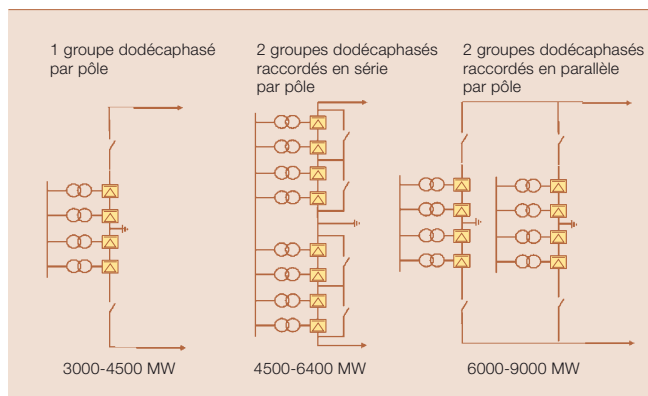 1 groupe dodécaphasé
par pôle
2 groupes dodécaphasés
raccordés en série
par pôle
2 groupes dodécaphasés
raccordés en parallèle
par pôle
3000-4500 MW
4500-6400 MW
6000-9000 MW